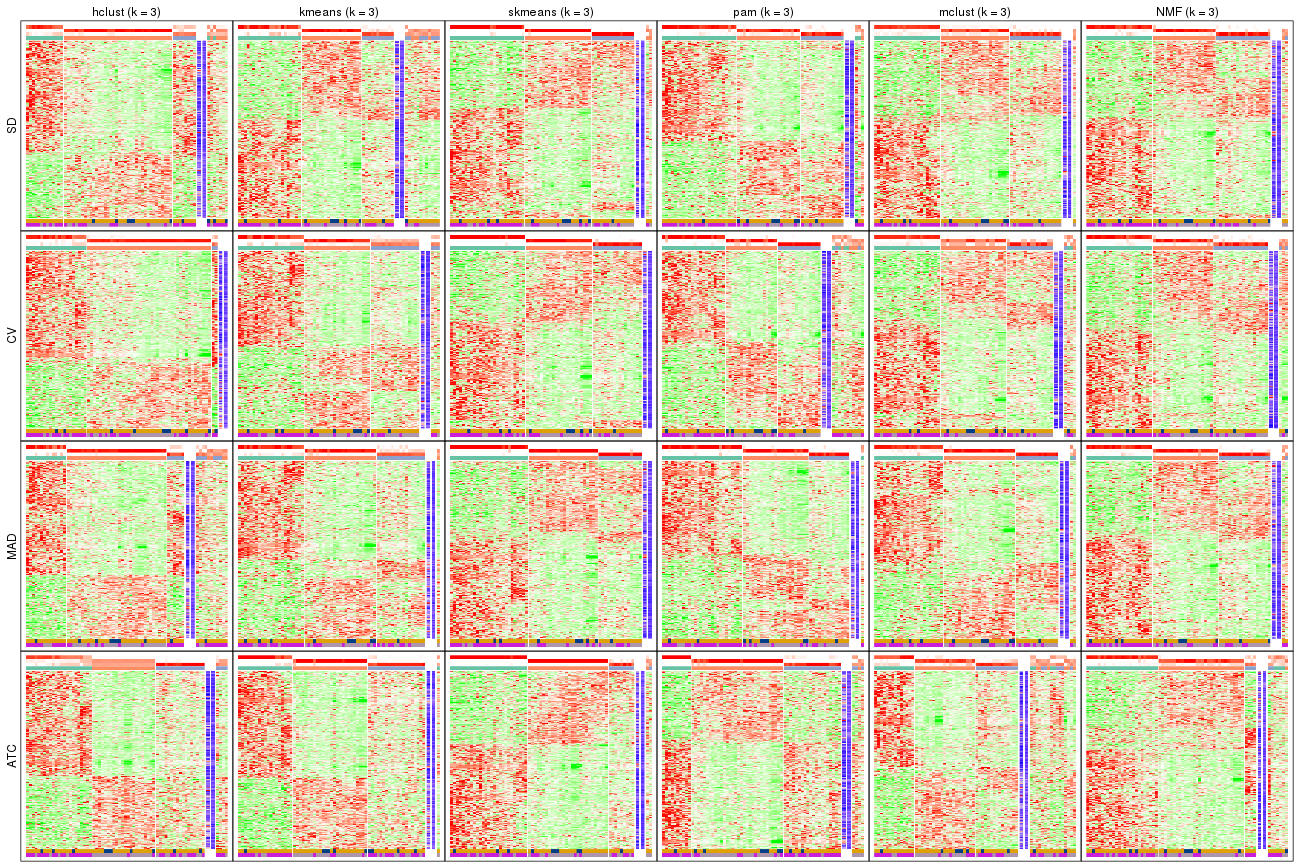 hclust (k = 3) kmeans (k = 3) skmeans (k = 3) pam (k = 3) mclust (k = 3) NMF (k = 3)
SD
CV
MAD
ATC